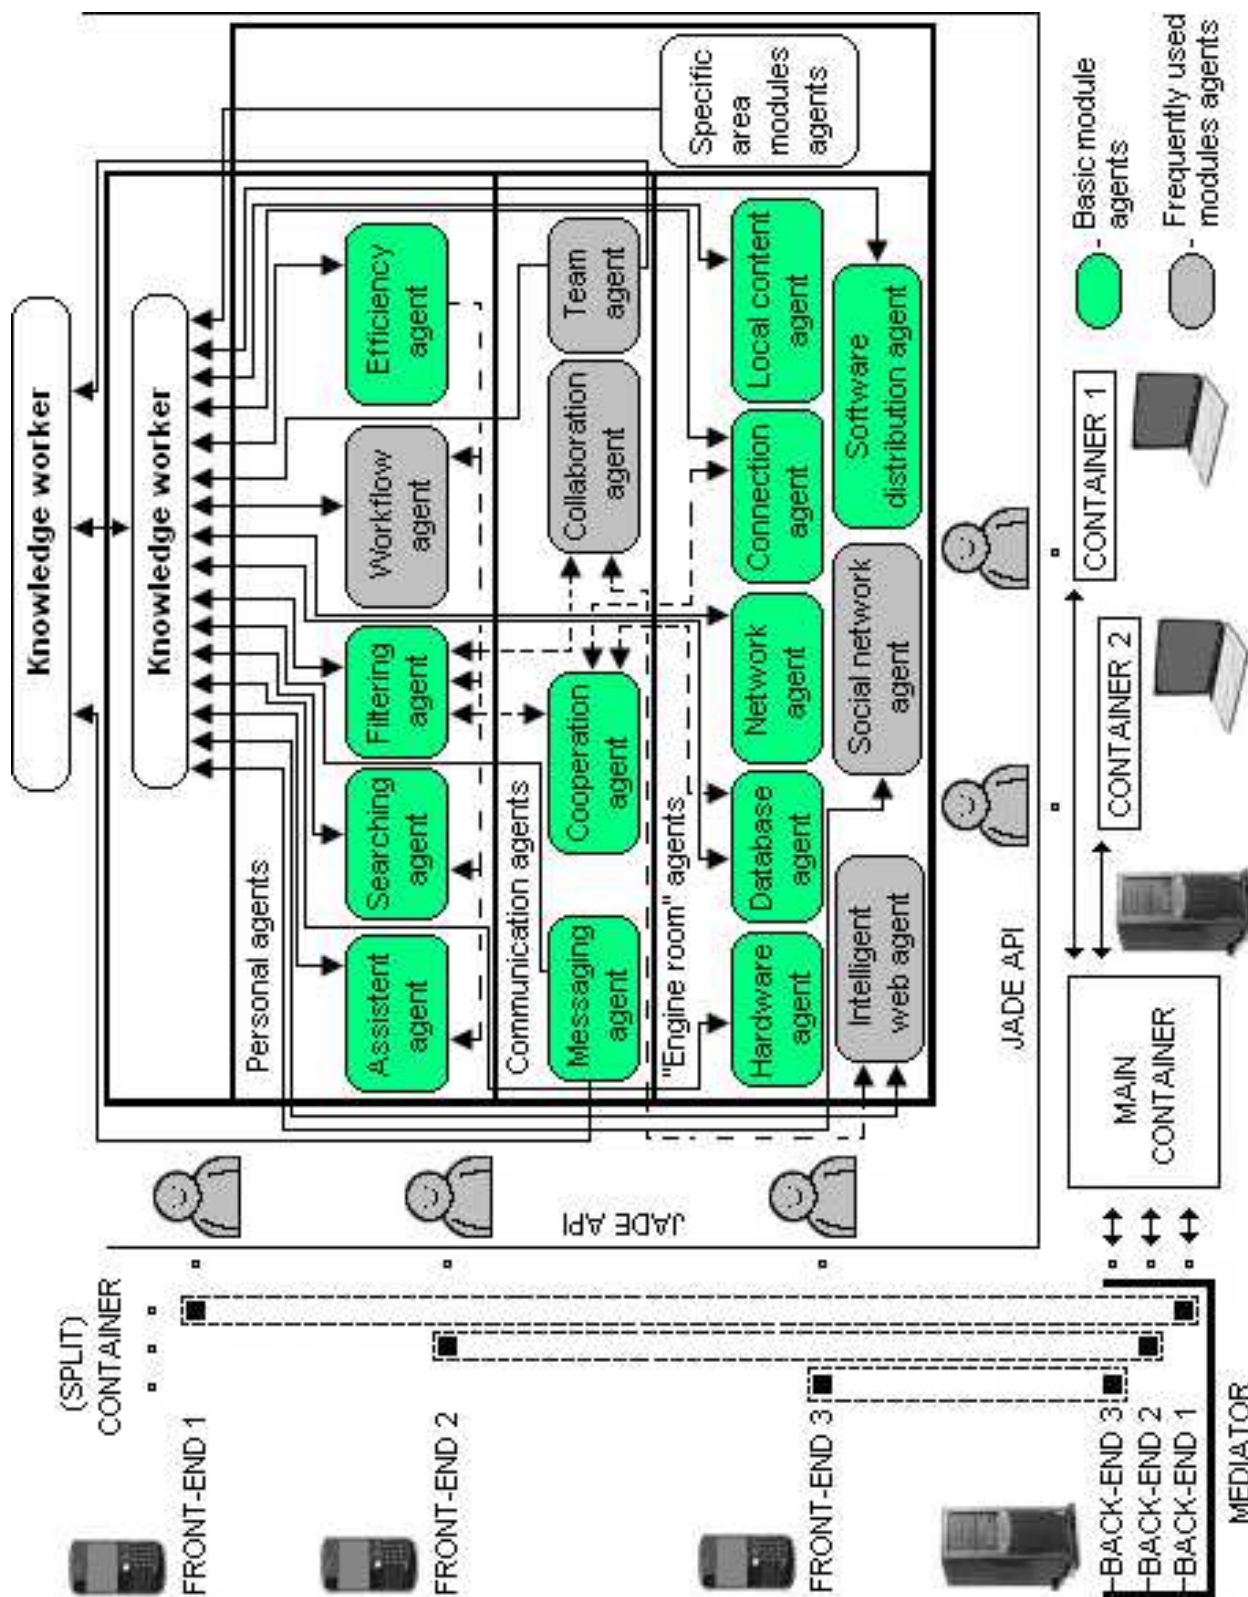 Knowledge worker
Knowledge worker
Personal agents
Assistent
agent
Searching
agent
Filtering
agent
Workflow
agent
Efficiency
agent
Communication agents
Messaging
agent
Cooperation
agent
Collaboration
agent
Team
agent
"Engine room" agents
Hardware
agent
Database
agent
Network
agent
Connection
agent
Local content
agent
Intelligent
web agent
Social network
agent
Software
distribution agent
Specific
area
modules
agents
JADE API
JADE API
(SPLIT)
CONTAINER
FRONT-END 1
FRONT-END 2
FRONT-END 3
BACK-END 3
BACK-END 2
BACK-END 1
MEDIATOR
MAIN
CONTAINER
CONTAINER 2
CONTAINER 1
- Basic module
agents
- Frequently used
modules agents